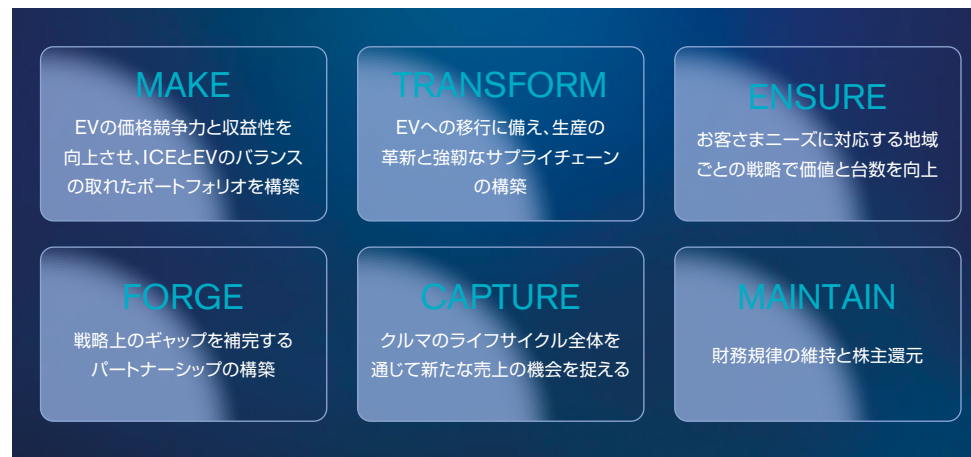 MAKE
EVの価格競争力と収益性を
向上させ、ICEとEVのバランス
の取れたポートフォリオを構築
TRANSFORM
EVへの移行に備え、生産の
革新と強靭なサプライチェーン
の構築
ENSURE
お客さまニーズに対応する地域
ごとの戦略で価値と台数を向上
FORGE
戦略上のギャップを補完する
パートナーシップの構築
CAPTURE
クルマのライフサイクル全体を
通じて新たな売上の機会を捉える
MAINTAIN
財務規律の維持と株主還元